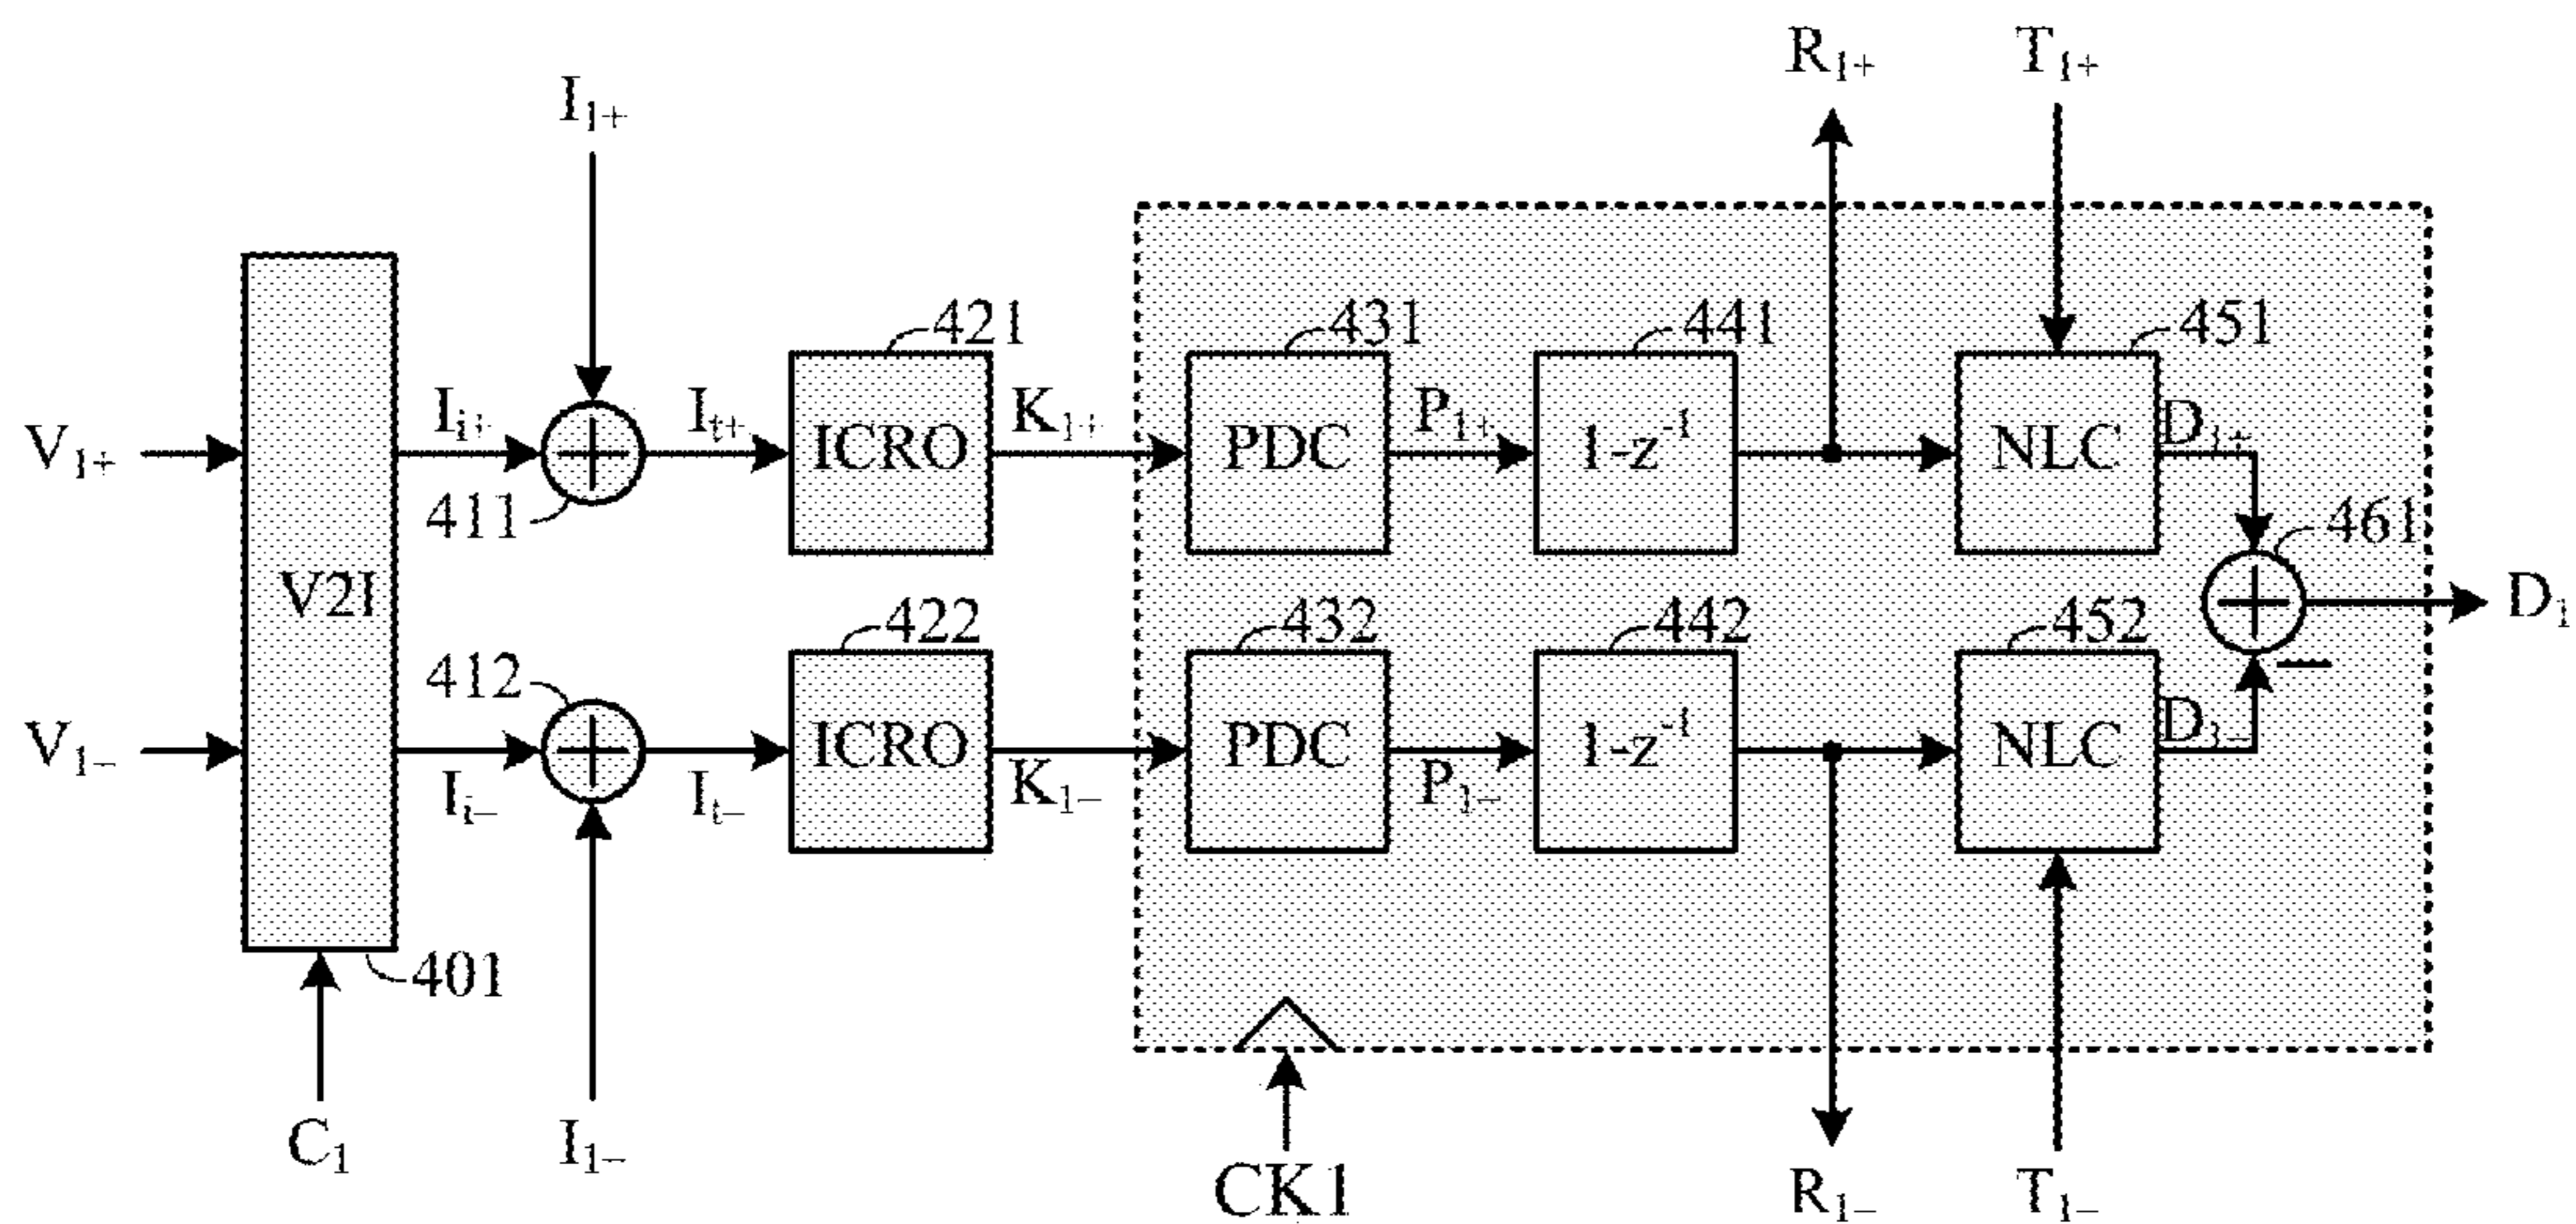 R₁₊ T₁₊
I₁₊
421 431 441 451
V₁₊ Iᵢ₊ Iₜ₊ ICRO K₁₊ PDC P₁₊ 1-z⁻¹ NLC D₁₊
411 461
V2I D₁
412 422 432 442 452
V₁₋ Iᵢ₋ Iₜ₋ ICRO K₁₋ PDC P₁₋ 1-z⁻¹ NLC D₁₋
401
C₁ I₁₋ CK1 R₁₋ T₁₋